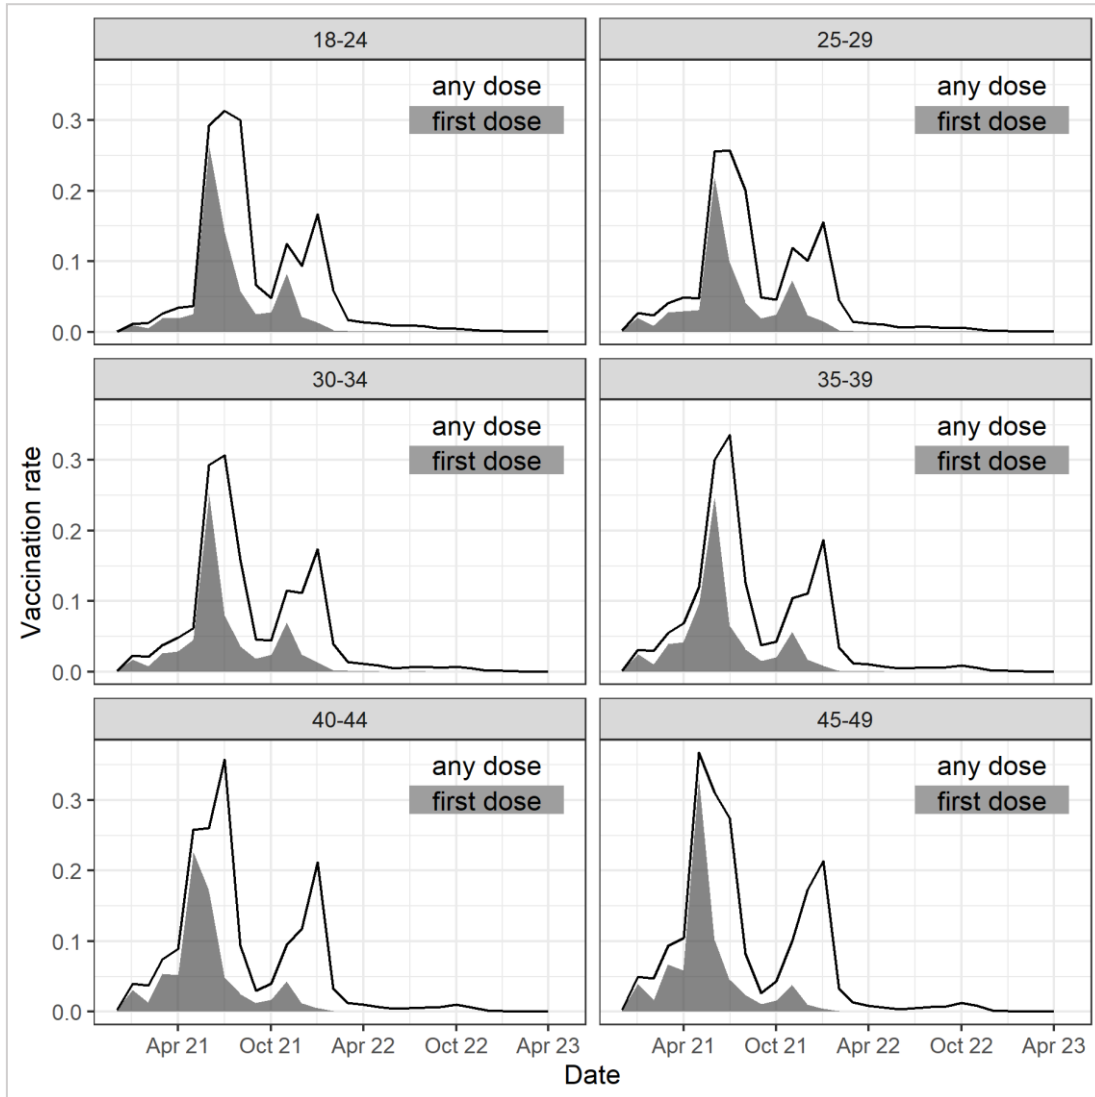 18-24
25-29
any dose
first dose
any dose
first dose
0.3
0.2
0.1
0.0
30-34
35-39
any dose
first dose
any dose
first dose
0.3
0.2
0.1
0.0
Vaccination rate
40-44
45-49
any dose
first dose
any dose
first dose
0.3
0.2
0.1
0.0
Apr 21 Oct 21 Apr 22 Oct 22 Apr 23
Apr 21 Oct 21 Apr 22 Oct 22 Apr 23
Date